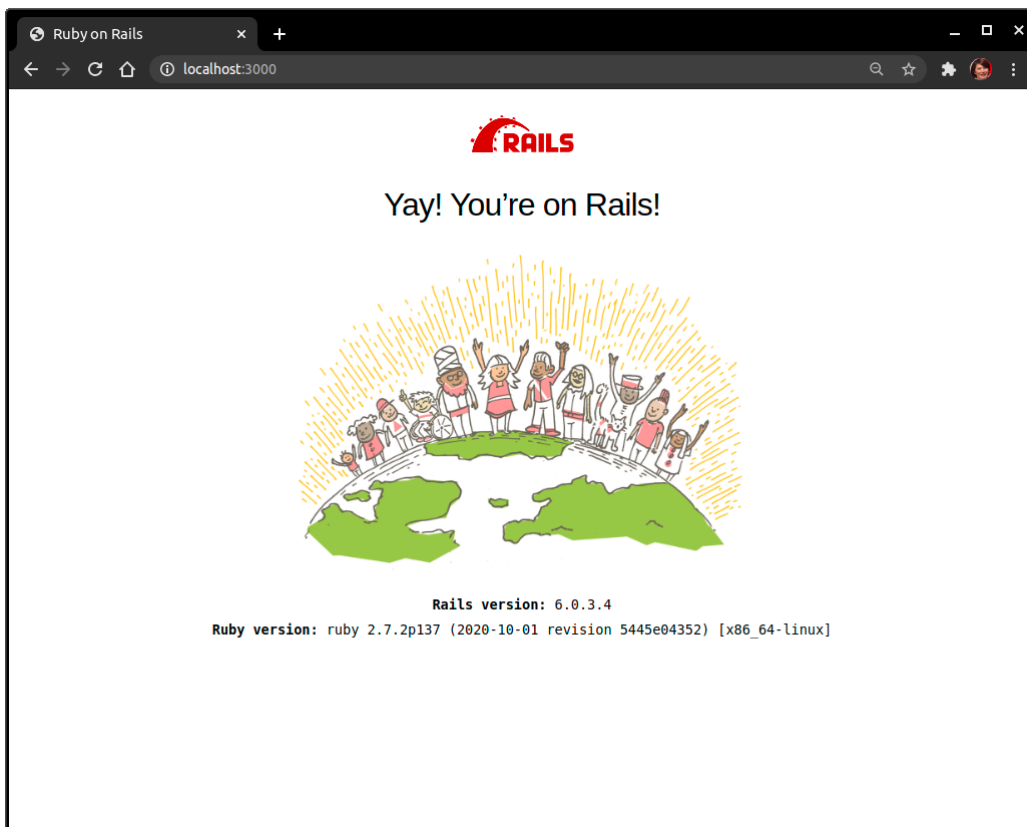 Ruby on Rails
localhost:3000
RAILS
Yay! You’re on Rails!
Rails version: 6.0.3.4
Ruby version: ruby 2.7.2p137 (2020-10-01 revision 5445e04352) [x86_64-linux]